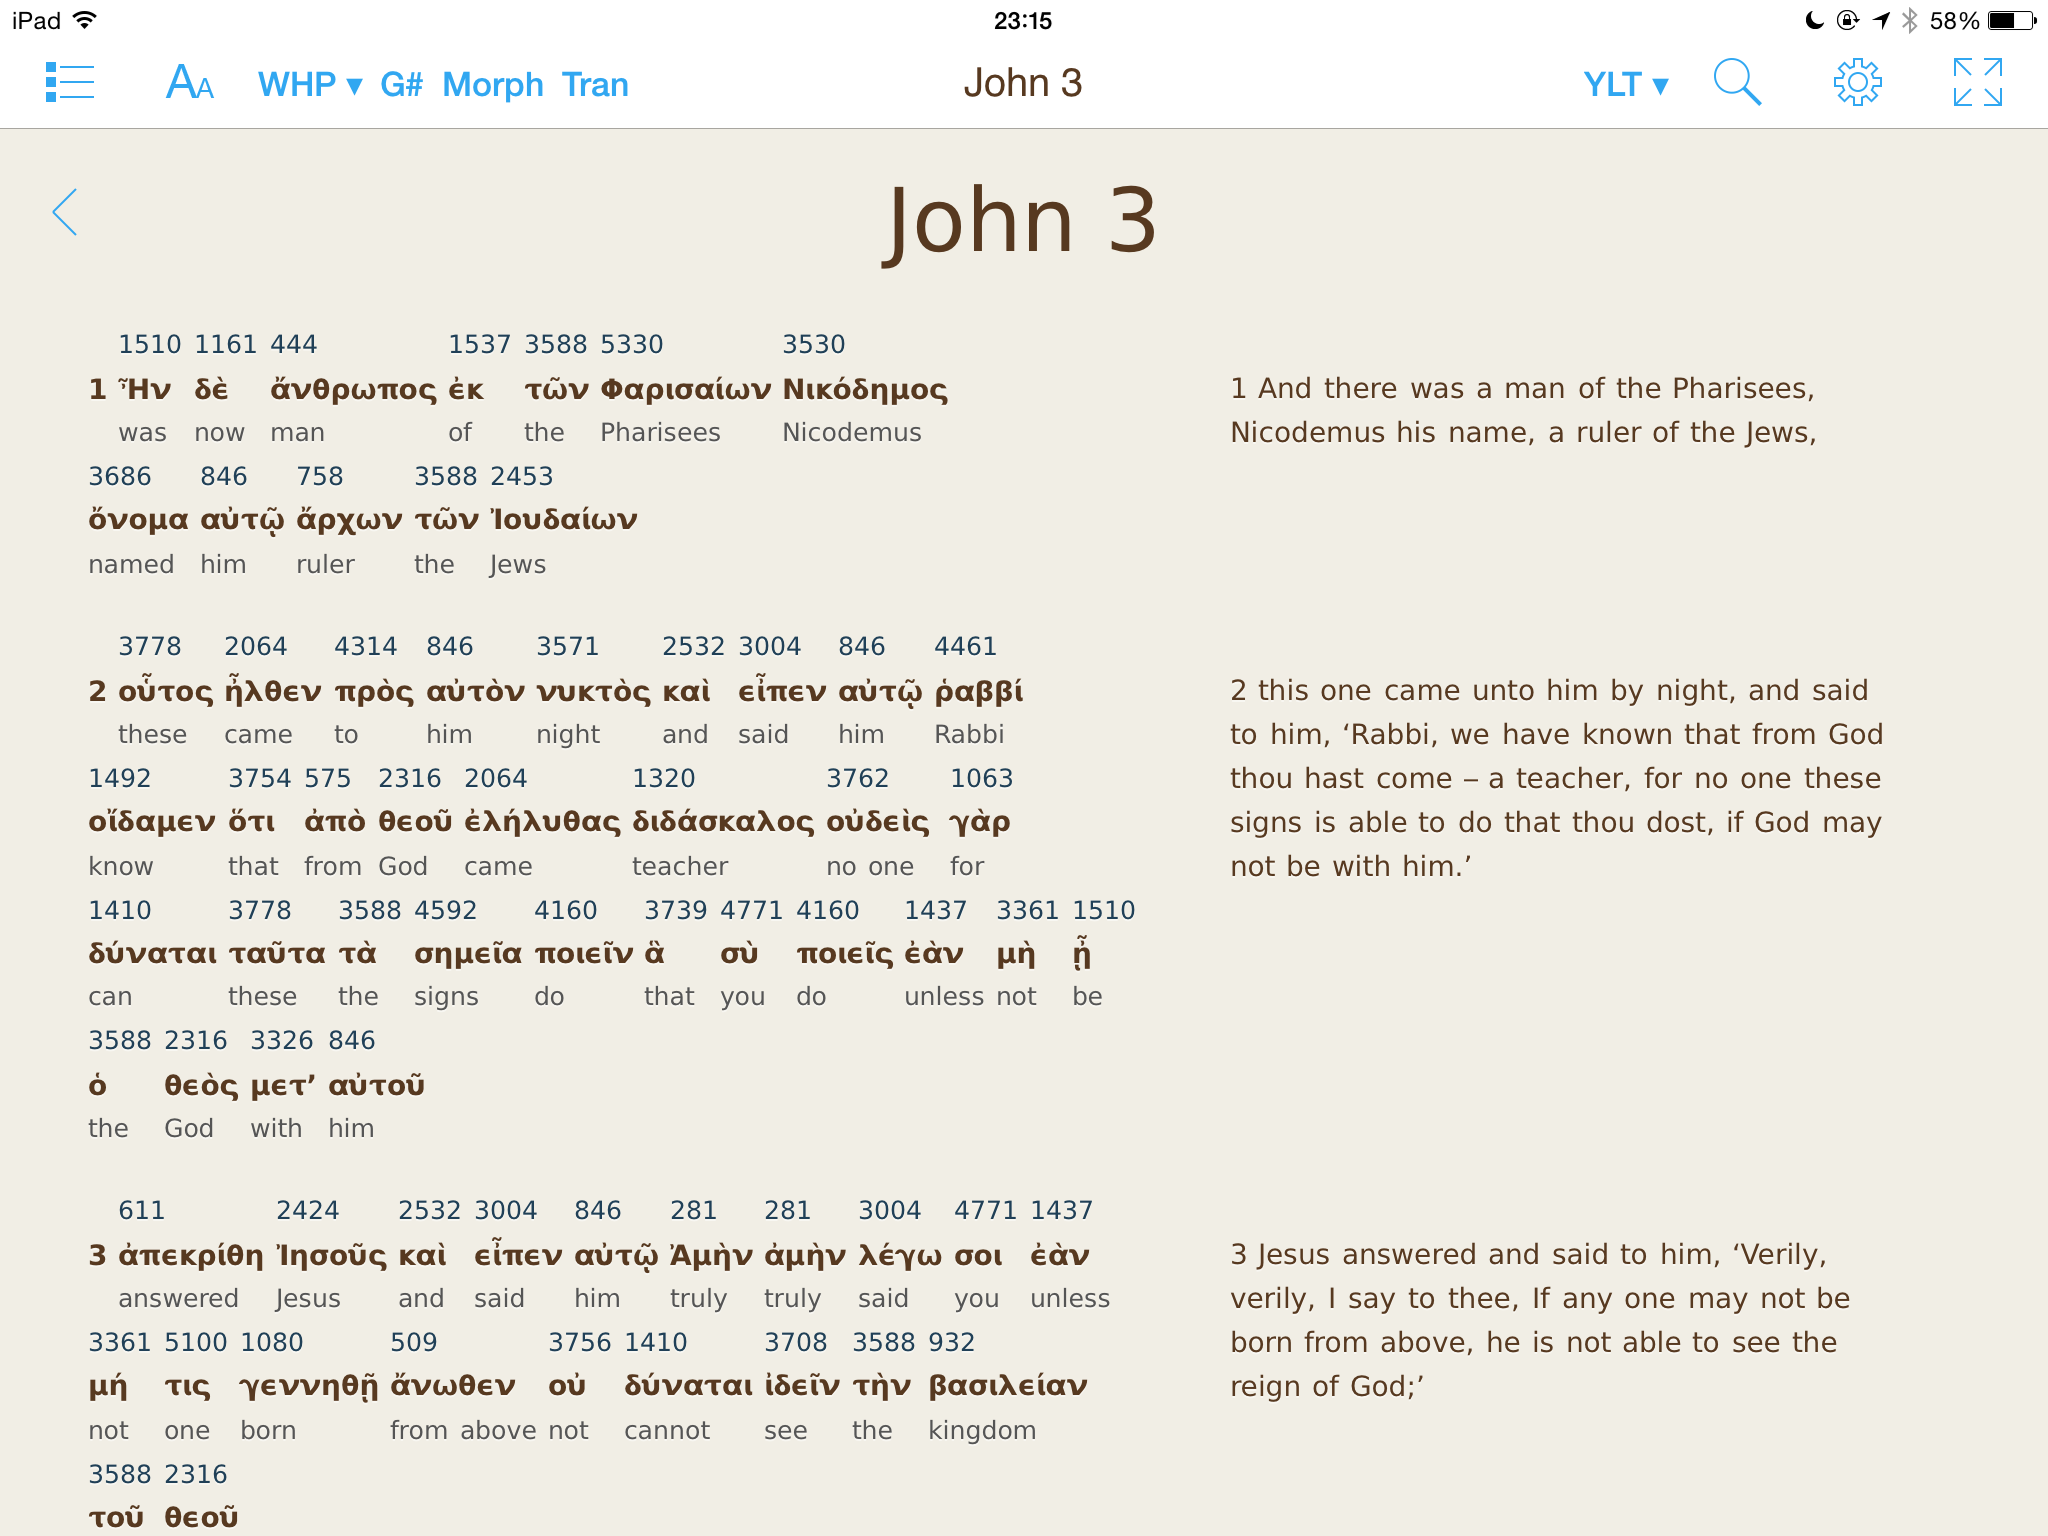 iPad 23:15 58%
AA WHP ▾ G# Morph Tran John 3 YLT ▾
John 3
1510 1161 444 1537 3588 5330 3530
1 Ἦν δὲ ἄνθρωπος ἐκ τῶν Φαρισαίων Νικόδημος
was now man of the Pharisees Nicodemus
3686 846 758 3588 2453
ὄνομα αὐτῷ ἄρχων τῶν Ἰουδαίων
named him ruler the Jews
3778 2064 4314 846 3571 2532 3004 846 4461
2 οὗτος ἦλθεν πρὸς αὐτὸν νυκτὸς καὶ εἶπεν αὐτῷ ῥαββί
these came to him night and said him Rabbi
1492 3754 575 2316 2064 1320 3762 1063
οἴδαμεν ὅτι ἀπὸ θεοῦ ἐλήλυθας διδάσκαλος οὐδεὶς γὰρ
know that from God came teacher no one for
1410 3778 3588 4592 4160 3739 4771 4160 1437 3361 1510
δύναται ταῦτα τὰ σημεῖα ποιεῖν ἃ σὺ ποιεῖς ἐὰν μὴ ᾖ
can these the signs do that you do unless not be
3588 2316 3326 846
ὁ θεὸς μετ’ αὐτοῦ
the God with him
611 2424 2532 3004 846 281 281 3004 4771 1437
3 ἀπεκρίθη Ἰησοῦς καὶ εἶπεν αὐτῷ Ἀμὴν ἀμὴν λέγω σοι ἐὰν
answered Jesus and said him truly truly said you unless
3361 5100 1080 509 3756 1410 3708 3588 932
μή τις γεννηθῇ ἄνωθεν οὐ δύναται ἰδεῖν τὴν βασιλείαν
not one born from above not cannot see the kingdom
3588 2316
τοῦ θεοῦ
1 And there was a man of the Pharisees,
Nicodemus his name, a ruler of the Jews,
2 this one came unto him by night, and said
to him, ‘Rabbi, we have known that from God
thou hast come – a teacher, for no one these
signs is able to do that thou dost, if God may
not be with him.’
3 Jesus answered and said to him, ‘Verily,
verily, I say to thee, If any one may not be
born from above, he is not able to see the
reign of God;’